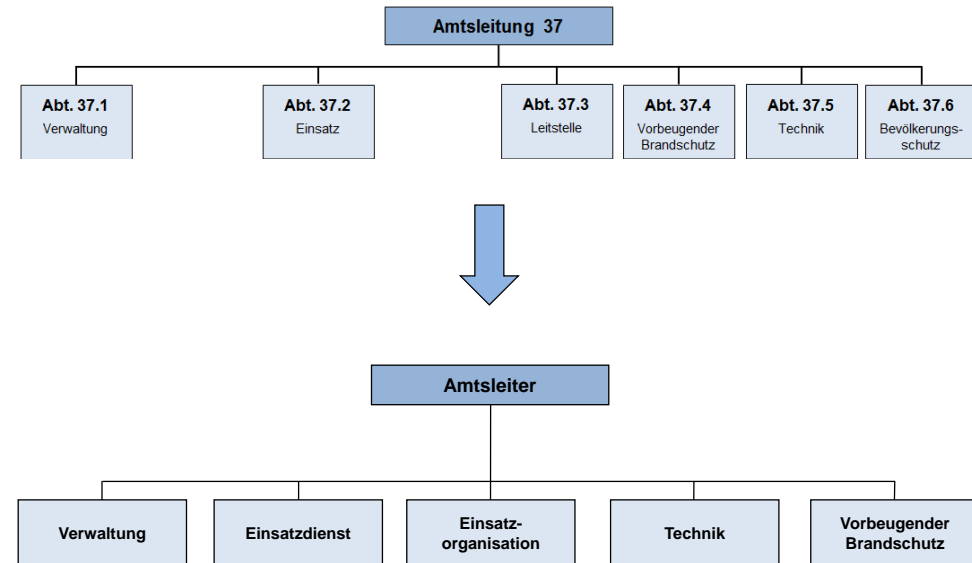 Amtsleitung 37
Abt. 37.1
Verwaltung
Abt. 37.2
Einsatz
Abt. 37.3
Leitstelle
Abt. 37.4
Vorbeugender
Brandschutz
Abt. 37.5
Technik
Abt. 37.6
Bevölkerungs-
schutz
Amtsleiter
Verwaltung
Einsatzdienst
Einsatz-
organisation
Technik
Vorbeugender
Brandschutz